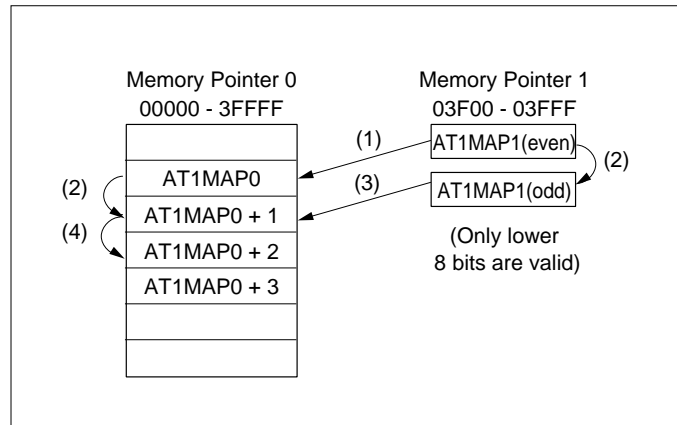 Memory Pointer 0
00000 - 3FFFF
AT1MAP0
AT1MAP0 + 1
AT1MAP0 + 2
AT1MAP0 + 3
(2)
(4)
(1)
(3)
Memory Pointer 1
03F00 - 03FFF
AT1MAP1(even)
AT1MAP1(odd)
(2)
(Only lower
8 bits are valid)